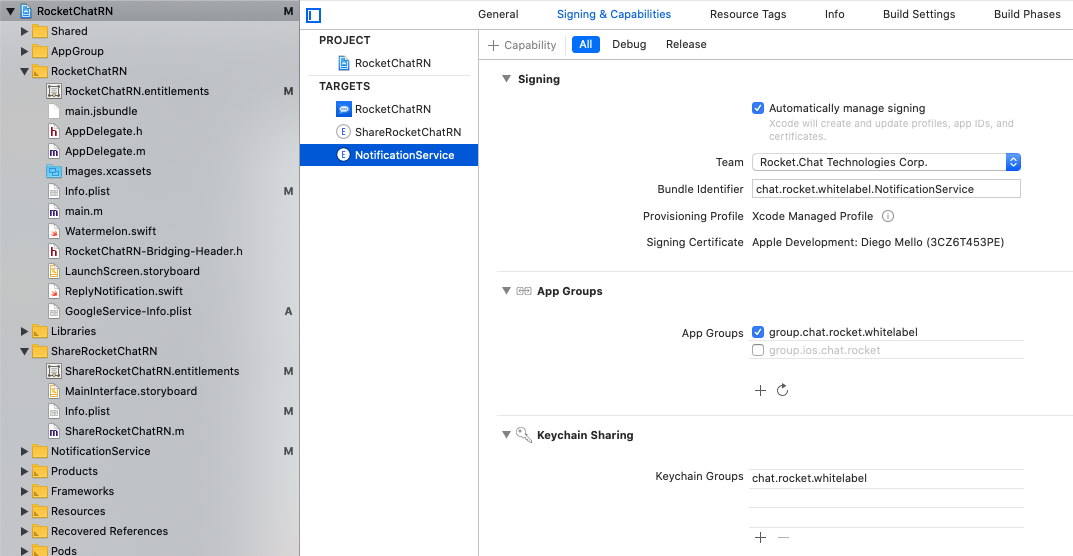 RocketChatRN M
Shared
AppGroup
RocketChatRN
RocketChatRN.entitlements M
main.jsbundle
AppDelegate.h
AppDelegate.m
Images.xcassets
Info.plist M
main.m
Watermelon.swift
RocketChatRN-Bridging-Header.h
LaunchScreen.storyboard
ReplyNotification.swift
GoogleService-Info.plist A
Libraries
ShareRocketChatRN
ShareRocketChatRN.entitlements M
MainInterface.storyboard
Info.plist M
ShareRocketChatRN.m
NotificationService M
Products
Frameworks
Resources
Recovered References
Pods
General Signing & Capabilities Resource Tags Info Build Settings Build Phases
PROJECT
RocketChatRN
TARGETS
RocketChatRN
ShareRocketChatRN
NotificationService
+ Capability All Debug Release
Signing
Automatically manage signing
Xcode will create and update profiles, app IDs, and
certificates.
Team Rocket.Chat Technologies Corp.
Bundle Identifier chat.rocket.whitelabel.NotificationService
Provisioning Profile Xcode Managed Profile
Signing Certificate Apple Development: Diego Mello (3CZ6T453PE)
App Groups
App Groups group.chat.rocket.whitelabel
group.ios.chat.rocket
Keychain Sharing
Keychain Groups chat.rocket.whitelabel